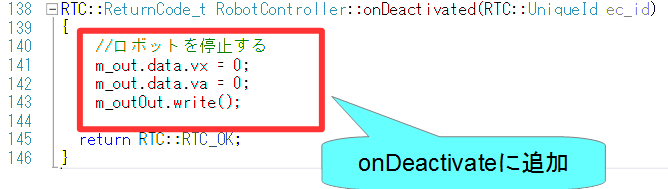 138 RTC::ReturnCode_t RobotController::onDeactivated(RTC::UniqueId ec_id)
139 {
140 //ロボットを停止する
141 m_out.data.vx = 0;
142 m_out.data.va = 0;
143 m_outOut.write();
144
145 return RTC::RTC_OK;
146 }
onDeactivateに追加